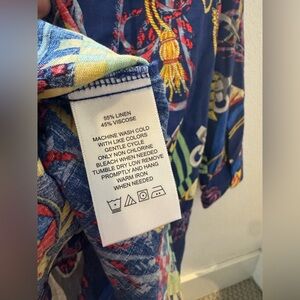 55% LINEN
45% VISCOSE
MACHINE WASH COLD
WITH LIKE COLORS
GENTLE CYCLE
ONLY NON CHLORINE
BLEACH WHEN NEEDED
TUMBLE DRY LOW REMOVE
PROMPTLY AND HANG
WARM IRON
WHEN NEEDED